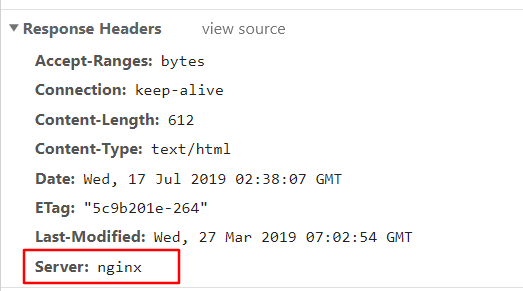 Response Headers view source
Accept-Ranges: bytes
Connection: keep-alive
Content-Length: 612
Content-Type: text/html
Date: Wed, 17 Jul 2019 02:38:07 GMT
ETag: "5c9b201e-264"
Last-Modified: Wed, 27 Mar 2019 07:02:54 GMT
Server: nginx